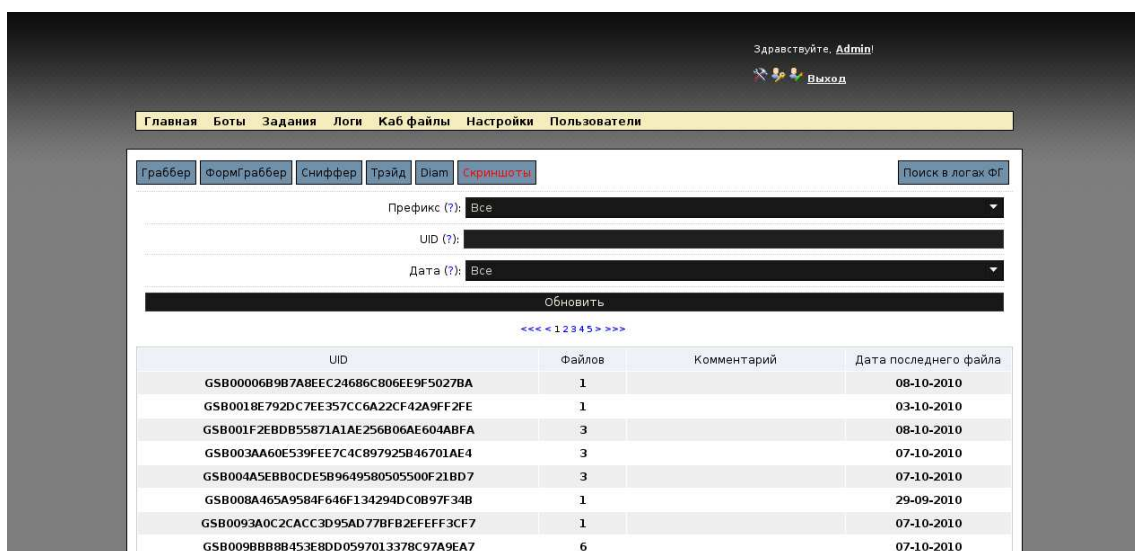 Здравствуйте, Admin!
Выход
Главная Боты Задания Логи Каб файлы Настройки Пользователи
Граббер ФормГраббер Сниффер Трэйд Diam Скриншоты Поиск в логах ФГ
Префикс (?): Все
UID (?):
Дата (?): Все
Обновить
<<< < 1 2 3 4 5 > >>>
UID Файлов Комментарий Дата последнего файла
GSB00006B9B7A8EEC24686C806EE9F5027BA 1 08-10-2010
GSB0018E792DC7EE357CC6A22CF42A9FF2FE 1 03-10-2010
GSB001F2EBDB55871A1AE256B06AE604ABFA 3 08-10-2010
GSB003AA60E539FEE7C4C897925B46701AE4 3 07-10-2010
GSB004A5EBB0CDE5B9649580505500F21BD7 3 07-10-2010
GSB008A465A9584F646F134294DC0B97F34B 1 29-09-2010
GSB0093A0C2CACC3D95AD77BFB2EFEFF3CF7 1 07-10-2010
GSB009BBB8B453E8DD0597013378C97A9EA7 6 07-10-2010